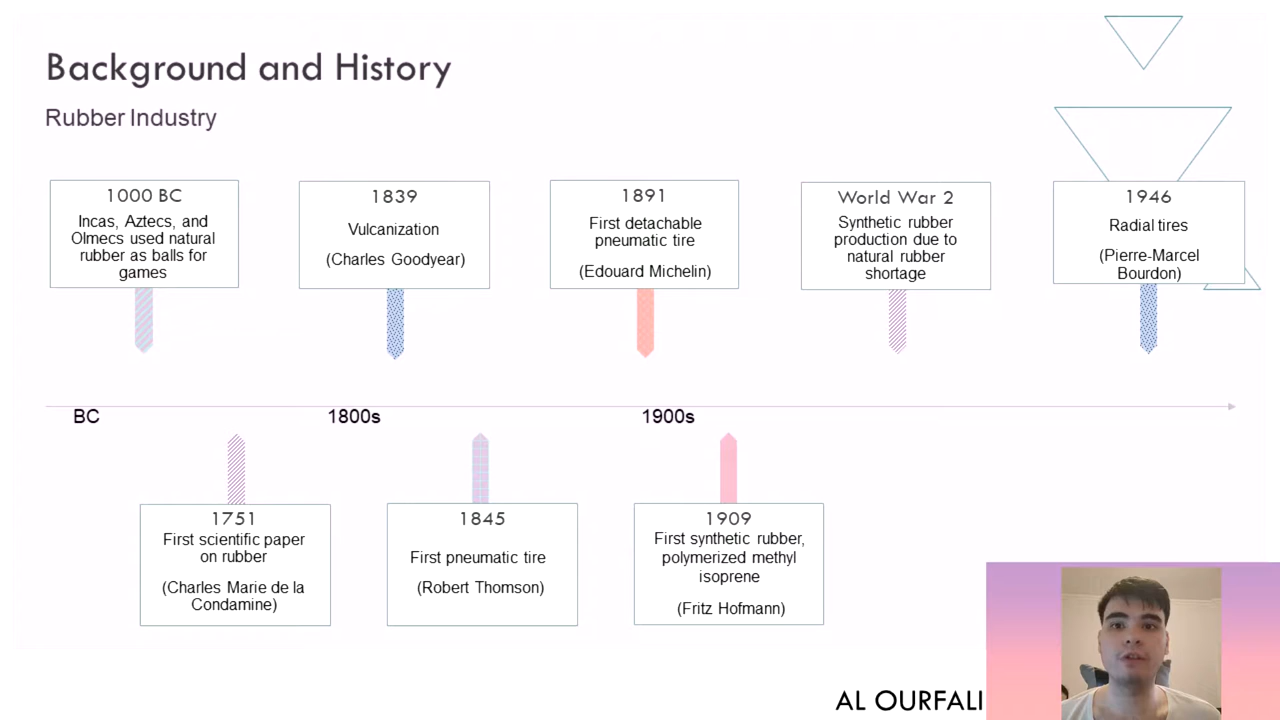 Background and History
Rubber Industry
1000 BC
Incas, Aztecs, and
Olmecs used natural
rubber as balls for
games
1839
Vulcanization
(Charles Goodyear)
1891
First detachable
pneumatic tire
(Edouard Michelin)
World War 2
Synthetic rubber
production due to
natural rubber
shortage
1946
Radial tires
(Pierre-Marcel
Bourdon)
BC
1800s
1900s
1751
First scientific paper
on rubber
(Charles Marie de la
Condamine)
1845
First pneumatic tire
(Robert Thomson)
1909
First synthetic rubber,
polymerized methyl
isoprene
(Fritz Hofmann)
AL OURFALI